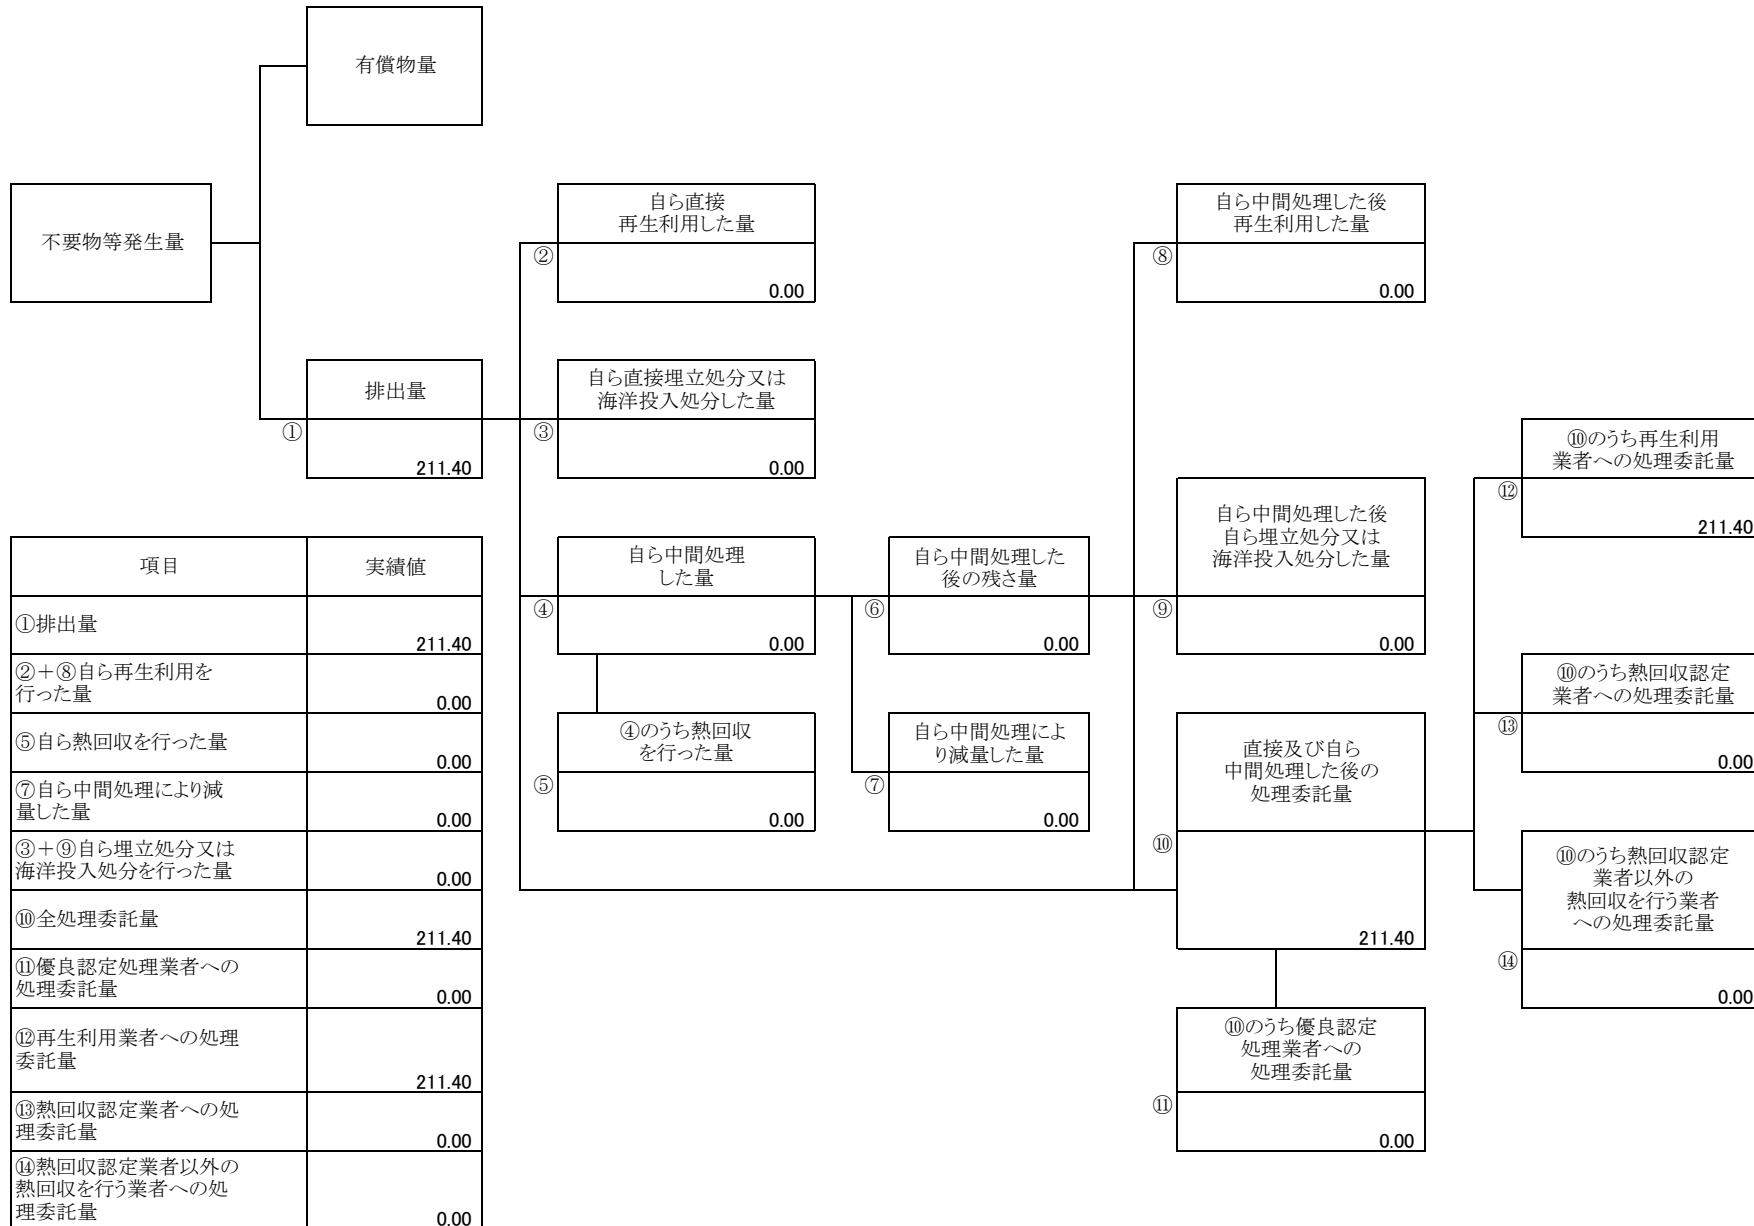 有償物量
不要物等発生量
排出量
①
211.40
自ら直接
再生利用した量
②
0.00
自ら直接埋立処分又は
海洋投入処分した量
③
0.00
自ら中間処理
した量
④
0.00
④のうち熱回収
を行った量
⑤
0.00
自ら中間処理した
後の残さ量
⑥
0.00
自ら中間処理によ
り減量した量
⑦
0.00
自ら中間処理した後
再生利用した量
⑧
0.00
自ら中間処理した後
自ら埋立処分又は
海洋投入処分した量
⑨
0.00
直接及び自ら
中間処理した後の
処理委託量
⑩
211.40
⑩のうち優良認定
処理業者への
処理委託量
⑪
0.00
⑩のうち再生利用
業者への処理委託量
⑫
211.40
⑩のうち熱回収認定
業者への処理委託量
⑬
0.00
⑩のうち熱回収認定
業者以外の
熱回収を行う業者
への処理委託量
⑭
0.00
項目 実績値
①排出量
211.40
②+⑧自ら再生利用を
行った量
0.00
⑤自ら熱回収を行った量
0.00
⑦自ら中間処理により減
量した量
0.00
③+⑨自ら埋立処分又は
海洋投入処分を行った量
0.00
⑩全処理委託量
211.40
⑪優良認定処理業者への
処理委託量
0.00
⑫再生利用業者への処理
委託量
211.40
⑬熱回収認定業者への処
理委託量
0.00
⑭熱回収認定業者以外の
熱回収を行う業者への処
理委託量
0.00